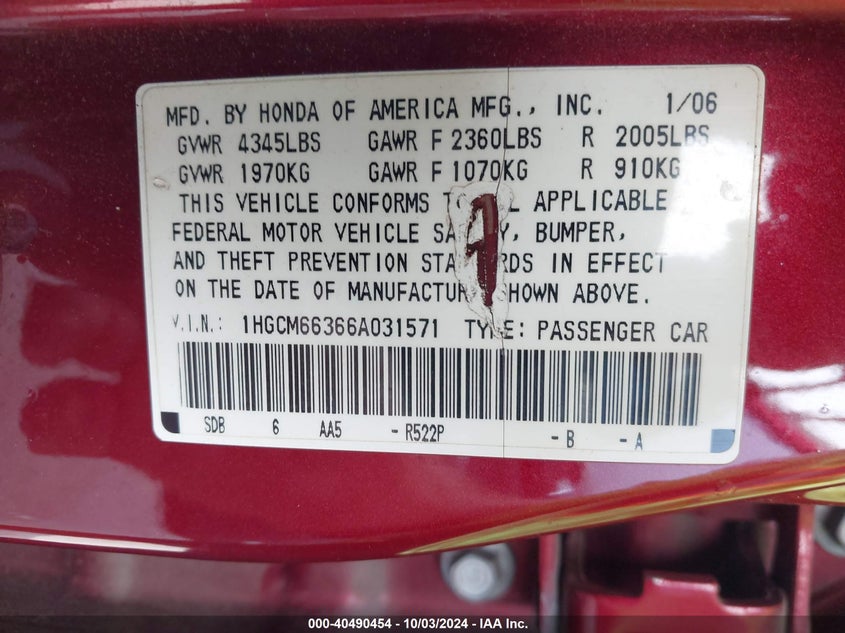 MFD. BY HONDA OF AMERICA MFG., INC. 1/06
GVWR 4345LBS GAWR F 2360LBS R 2005LBS
GVWR 1970KG GAWR F 1070KG R 910KG
THIS VEHICLE CONFORMS T L APPLICABLE
FEDERAL MOTOR VEHICLE SA Y, BUMPER,
AND THEFT PREVENTION STA RDS IN EFFECT
ON THE DATE OF MANUFACTUR SHOWN ABOVE.
V.I.N.: 1HGCM66366A031571 TYPE: PASSENGER CAR
SDB 6 AA5 -R522P -B -A
000-40490454 - 10/03/2024 - IAA Inc.